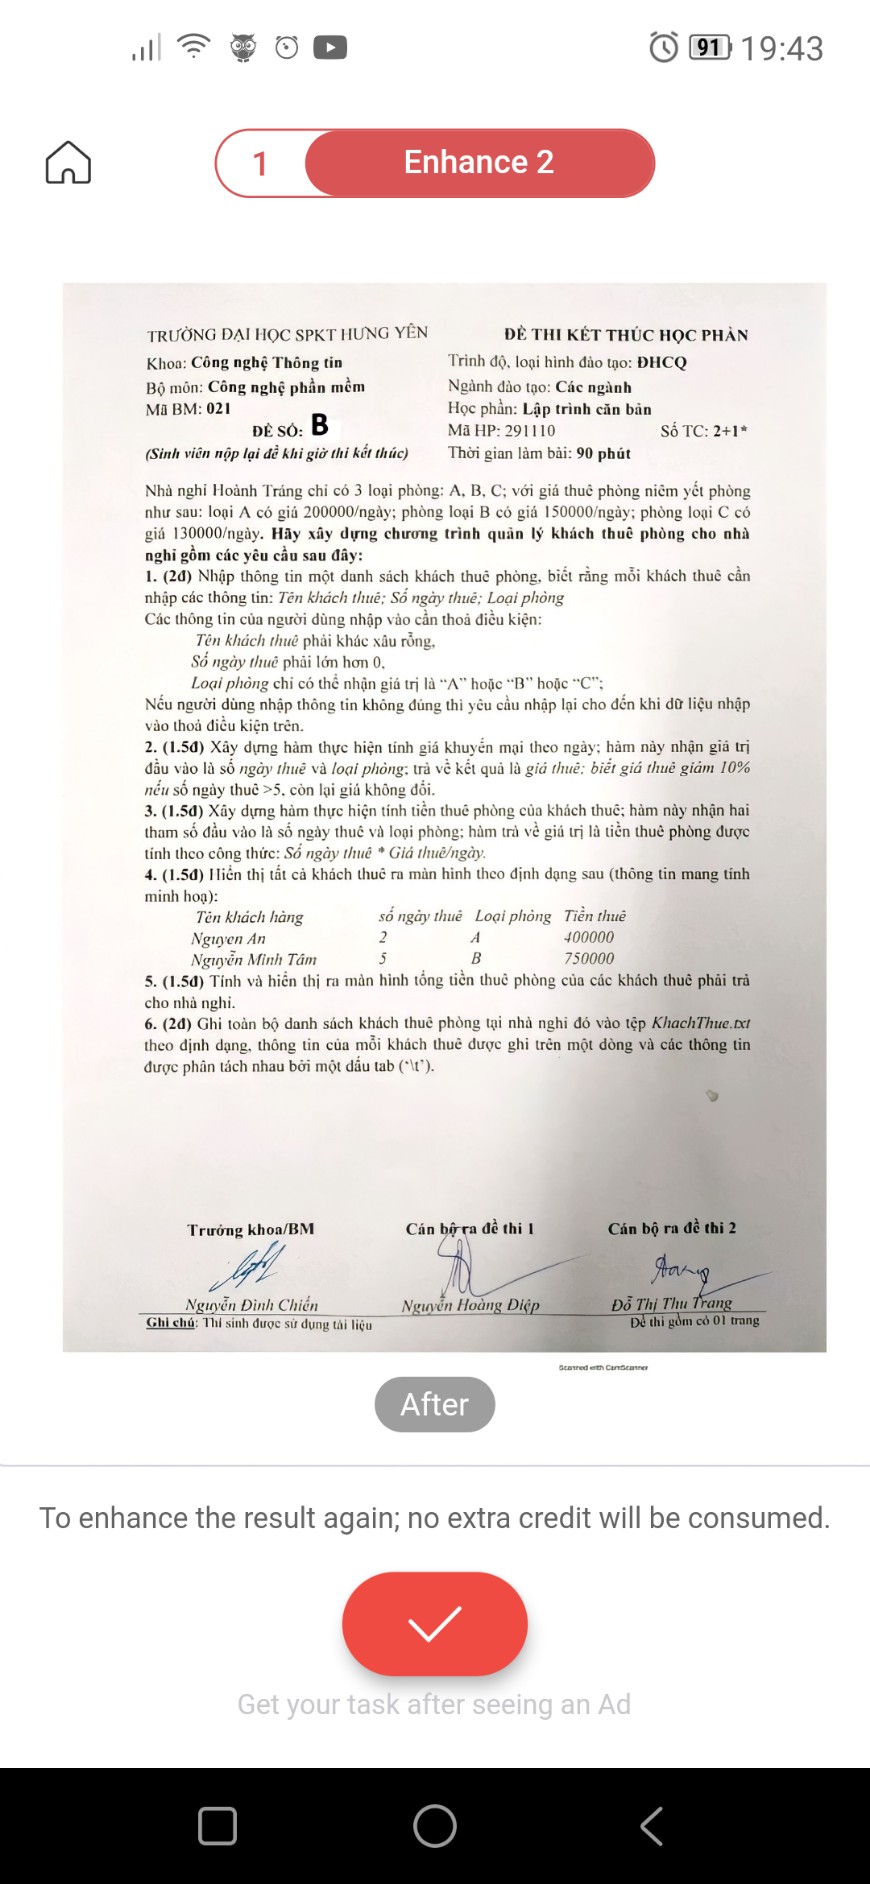 91 19:43
1 Enhance 2
TRƯỜNG ĐẠI HỌC SPKT HƯNG YÊN
Khoa: Công nghệ Thông tin
Bộ môn: Công nghệ phần mềm
Mã BM: 021
ĐỀ SỐ: B
(Sinh viên nộp lại đề khi giờ thi kết thúc)
ĐỀ THI KẾT THÚC HỌC PHẦN
Trình độ, loại hình đào tạo: ĐHCQ
Ngành đào tạo: Các ngành
Học phần: Lập trình căn bản
Mã HP: 291110 Số TC: 2+1*
Thời gian làm bài: 90 phút
Nhà nghỉ Hoành Tráng chỉ có 3 loại phòng: A, B, C; với giá thuê phòng niêm yết phòng
như sau: loại A có giá 200000/ngày; phòng loại B có giá 150000/ngày; phòng loại C có
giá 130000/ngày. Hãy xây dựng chương trình quản lý khách thuê phòng cho nhà
nghỉ gồm các yêu cầu sau đây:
1. (2đ) Nhập thông tin một danh sách khách thuê phòng, biết rằng mỗi khách thuê cần
nhập các thông tin: Tên khách thuê; Số ngày thuê; Loại phòng
Các thông tin của người dùng nhập vào cần thoả điều kiện:
Tên khách thuê phải khác xâu rỗng,
Số ngày thuê phải lớn hơn 0,
Loại phòng chỉ có thể nhận giá trị là “A” hoặc “B” hoặc “C”;
Nếu người dùng nhập thông tin không đúng thì yêu cầu nhập lại cho đến khi dữ liệu nhập
vào thoả điều kiện trên.
2. (1.5đ) Xây dựng hàm thực hiện tính giá khuyến mại theo ngày; hàm này nhận giá trị
đầu vào là số ngày thuê và loại phòng; trả về kết quả là giá thuê; biết giá thuê giảm 10%
nếu số ngày thuê >5, còn lại giá không đổi.
3. (1.5đ) Xây dựng hàm thực hiện tính tiền thuê phòng của khách thuê; hàm này nhận hai
tham số đầu vào là số ngày thuê và loại phòng; hàm trả về giá trị là tiền thuê phòng được
tính theo công thức: Số ngày thuê * Giá thuê/ngày.
4. (1.5đ) Hiển thị tất cả khách thuê ra màn hình theo định dạng sau (thông tin mang tính
minh hoạ):
Tên khách hàng số ngày thuê Loại phòng Tiền thuê
Nguyen An 2 A 400000
Nguyễn Minh Tâm 5 B 750000
5. (1.5đ) Tính và hiển thị ra màn hình tổng tiền thuê phòng của các khách thuê phải trả
cho nhà nghỉ.
6. (2đ) Ghi toàn bộ danh sách khách thuê phòng tại nhà nghỉ đó vào tệp KhachThue.txt
theo định dạng, thông tin của mỗi khách thuê được ghi trên một dòng và các thông tin
được phân tách nhau bởi một dấu tab (‘\t’).
Trưởng khoa/BM Cán bộ ra đề thi 1 Cán bộ ra đề thi 2
Nguyễn Đình Chiến Nguyễn Hoàng Điệp Đỗ Thị Thu Trang
Ghi chú: Thí sinh được sử dụng tài liệu Đề thi gồm có 01 trang
Scanned with CamScanner
After
To enhance the result again; no extra credit will be consumed.
Get your task after seeing an Ad